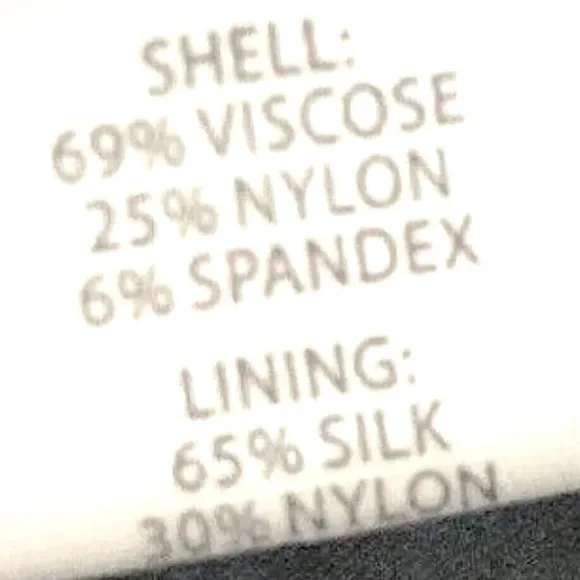 SHELL:
69% VISCOSE
25% NYLON
6% SPANDEX
LINING:
65% SILK
30% NYLON